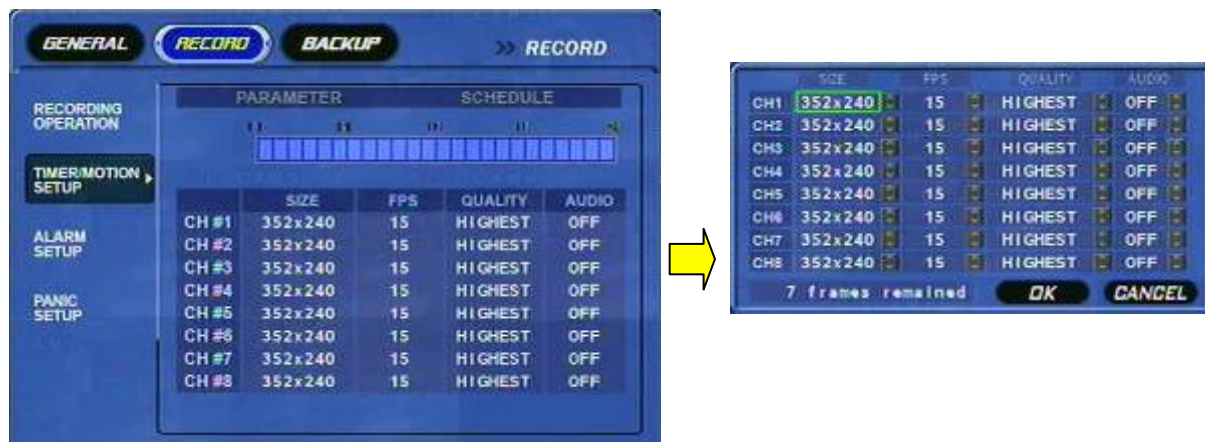 GENERAL RECORD BACKUP >> RECORD
RECORDING
OPERATION
TIMER/MOTION
SETUP
ALARM
SETUP
PANIC
SETUP
PARAMETER SCHEDULE
SIZE FPS QUALITY AUDIO
CH #1 352x240 15 HIGHEST OFF
CH #2 352x240 15 HIGHEST OFF
CH #3 352x240 15 HIGHEST OFF
CH #4 352x240 15 HIGHEST OFF
CH #5 352x240 15 HIGHEST OFF
CH #6 352x240 15 HIGHEST OFF
CH #7 352x240 15 HIGHEST OFF
CH #8 352x240 15 HIGHEST OFF
SIZE FPS QUALITY AUDIO
CH1 352x240 15 HIGHEST OFF
CH2 352x240 15 HIGHEST OFF
CH3 352x240 15 HIGHEST OFF
CH4 352x240 15 HIGHEST OFF
CH5 352x240 15 HIGHEST OFF
CH6 352x240 15 HIGHEST OFF
CH7 352x240 15 HIGHEST OFF
CH8 352x240 15 HIGHEST OFF
7 frames remained OK CANCEL